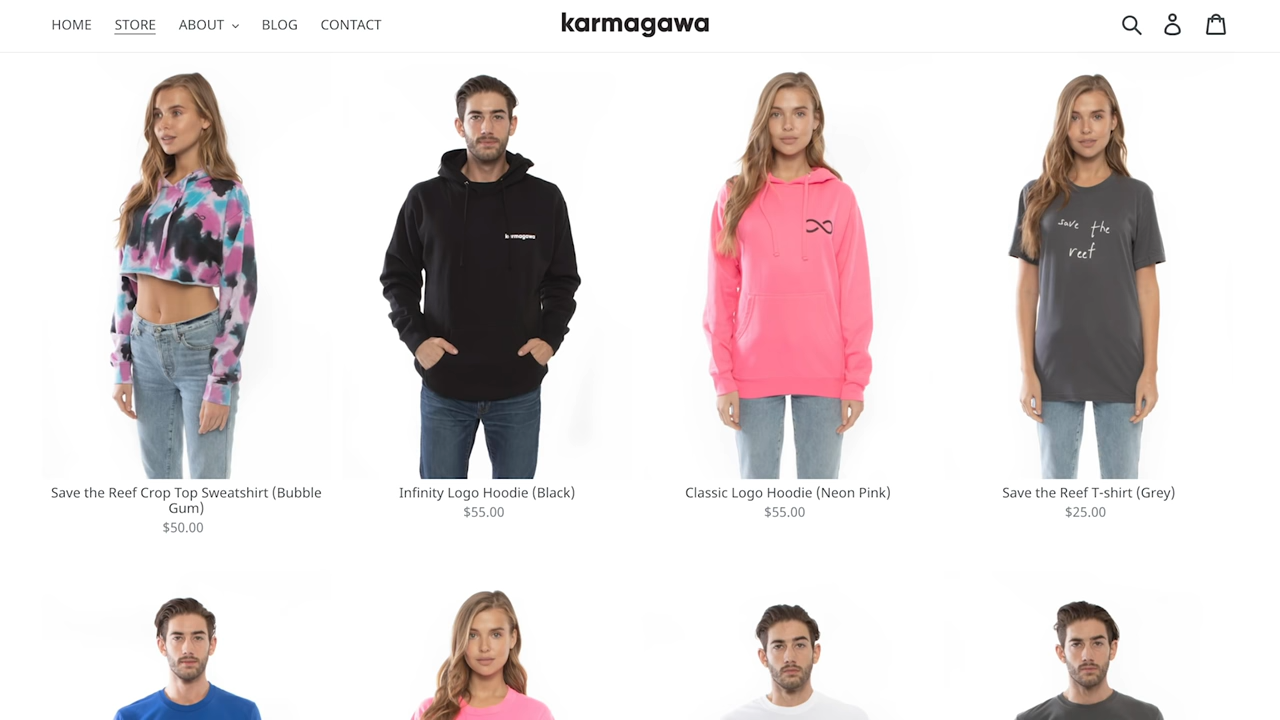 HOME STORE ABOUT BLOG CONTACT
karmagawa
karmagawa
save the
reef
Save the Reef Crop Top Sweatshirt (Bubble
Gum)
$50.00
Infinity Logo Hoodie (Black)
$55.00
Classic Logo Hoodie (Neon Pink)
$55.00
Save the Reef T-shirt (Grey)
$25.00